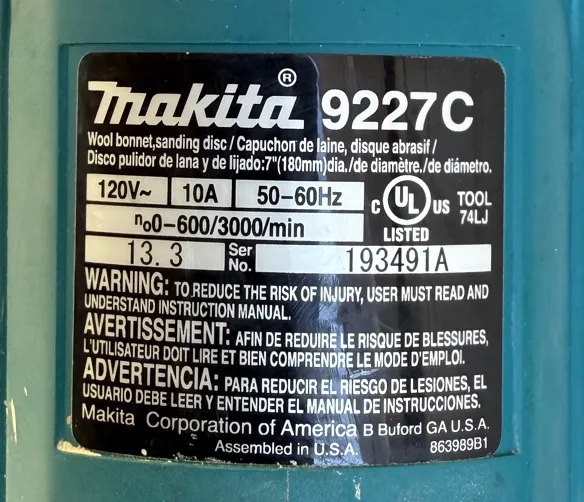 makita® 9227C
Wool bonnet,sanding disc / Capuchon de laine, disque abrasif /
Disco pulidor de lana y de lijado:7"(180mm)dia./de diamètre./de diámetro.
120V~ 10A 50-60Hz
c UL us TOOL
74LJ
LISTED
n₀0-600/3000/min
13. 3 Ser No. 193491A
WARNING: TO REDUCE THE RISK OF INJURY, USER MUST READ AND
UNDERSTAND INSTRUCTION MANUAL.
AVERTISSEMENT: AFIN DE REDUIRE LE RISQUE DE BLESSURES,
L'UTILISATEUR DOIT LIRE ET BIEN COMPRENDRE LE MODE D'EMPLOI.
ADVERTENCIA: PARA REDUCIR EL RIESGO DE LESIONES, EL
USUARIO DEBE LEER Y ENTENDER EL MANUAL DE INSTRUCCIONES.
Makita Corporation of America B Buford GA U.S.A.
Assembled in U.S.A. 863989B1